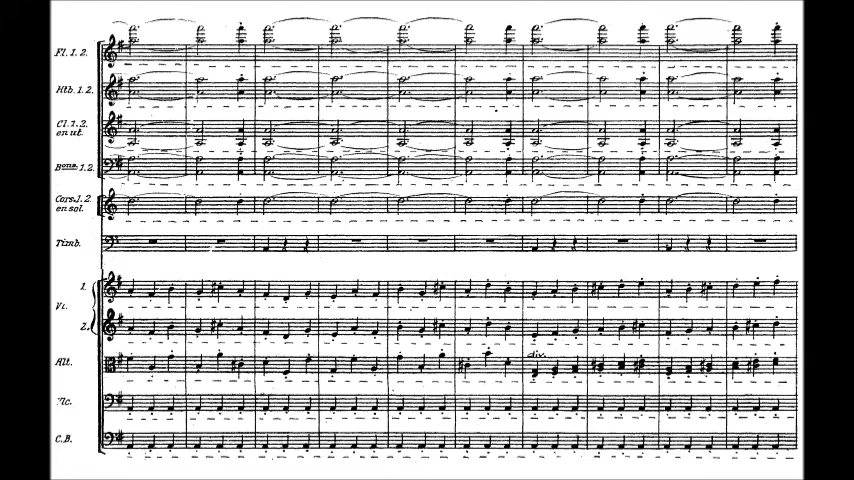 Fl. 1. 2.
Htb. 1. 2.
Cl. 1. 2.
en ut.
Bons. 1. 2.
Cors. 1. 2.
en sol.
Timb.
1.
Vl.
2.
div.
Alt.
Vc.
C.B.